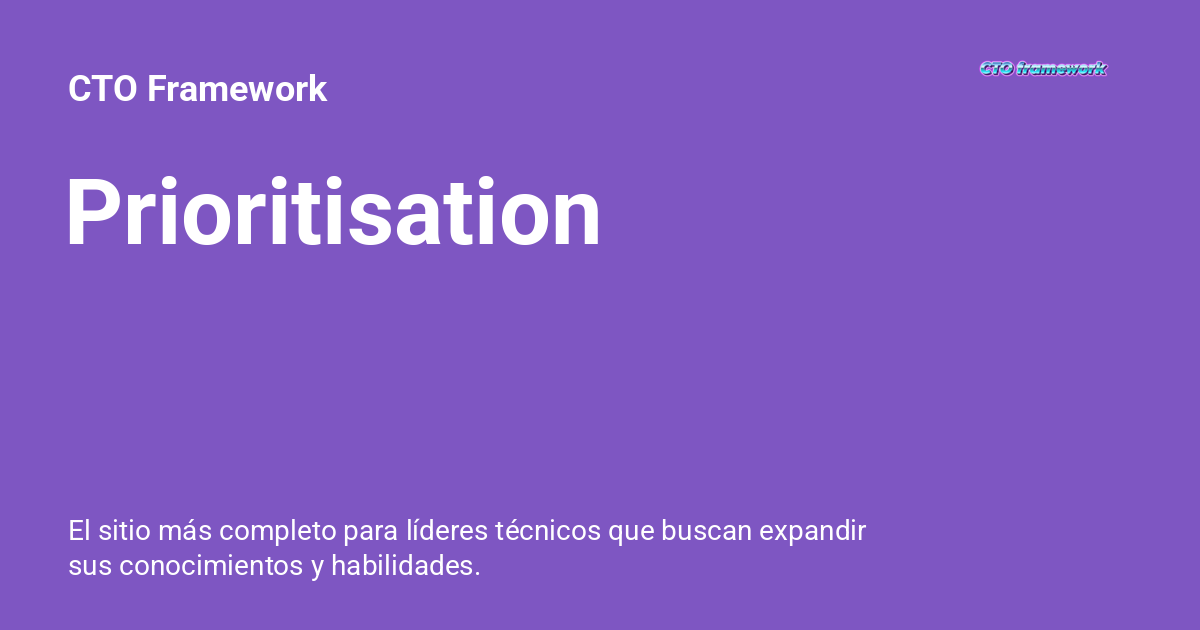 CTO Framework
CTO framework
Prioritisation
El sitio más completo para líderes técnicos que buscan expandir
sus conocimientos y habilidades.